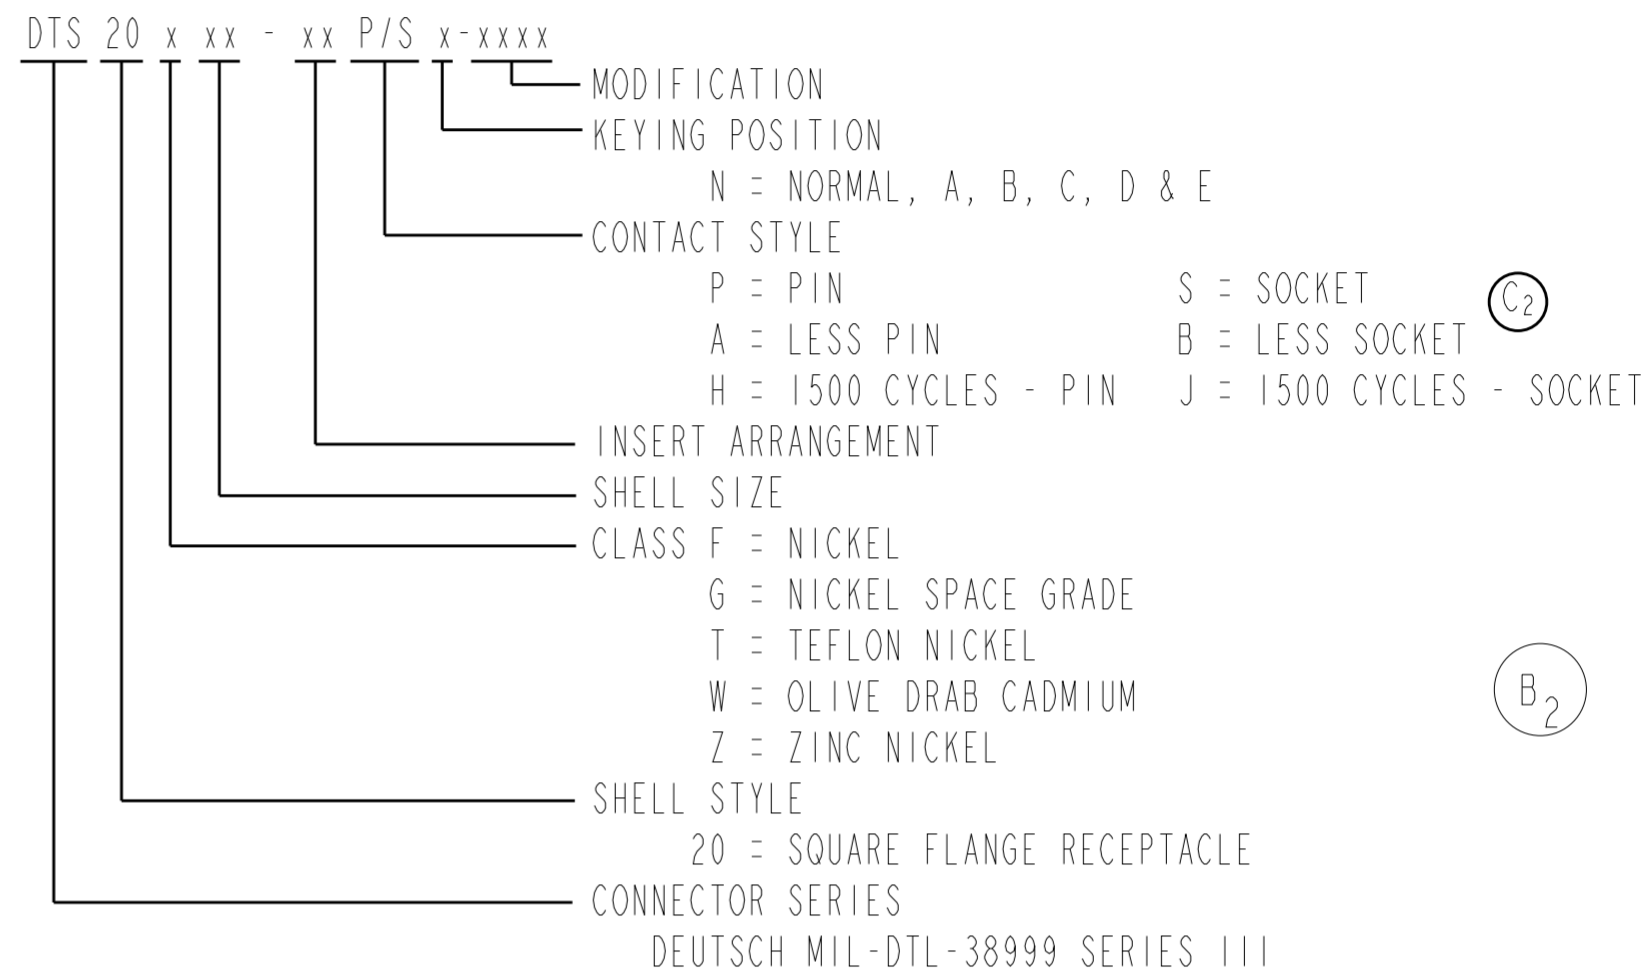 DTS 20 x xx - xx P/S x-xxxx
MODIFICATION
KEYING POSITION
N = NORMAL, A, B, C, D & E
CONTACT STYLE
P = PIN S = SOCKET
C2
A = LESS PIN B = LESS SOCKET
H = 1500 CYCLES - PIN J = 1500 CYCLES - SOCKET
INSERT ARRANGEMENT
SHELL SIZE
CLASS F = NICKEL
G = NICKEL SPACE GRADE
T = TEFLON NICKEL
W = OLIVE DRAB CADMIUM
B2
Z = ZINC NICKEL
SHELL STYLE
20 = SQUARE FLANGE RECEPTACLE
CONNECTOR SERIES
DEUTSCH MIL-DTL-38999 SERIES III